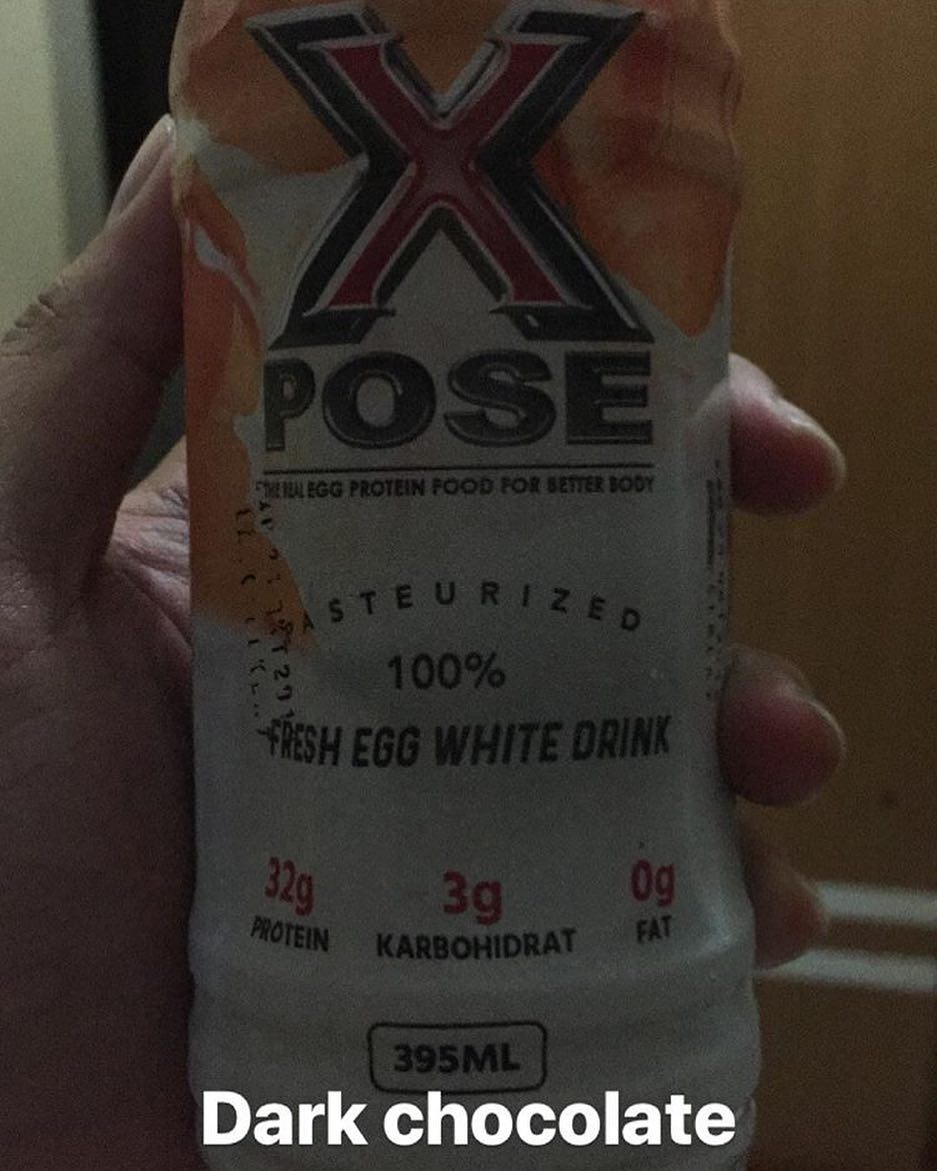 X
POSE
THE REAL EGG PROTEIN FOOD FOR BETTER BODY
ASTEURIZED
100%
FRESH EGG WHITE DRINK
32g 3g 0g
PROTEIN KARBOHIDRAT FAT
395ML
Dark chocolate